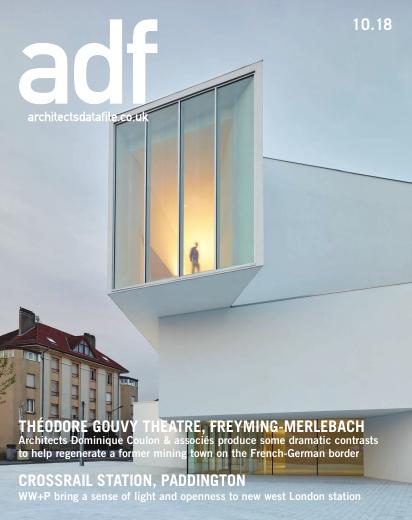 10.18
adf
architectsdatafile.co.uk
THÉODORE GOUVY THEATRE, FREYMING-MERLEBACH
Architects Dominique Coulon & associés produce some dramatic contrasts
to help regenerate a former mining town on the French-German border
CROSSRAIL STATION, PADDINGTON
WW+P bring a sense of light and openness to new west London station